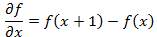 ∂f/∂x = f(x + 1) − f(x)